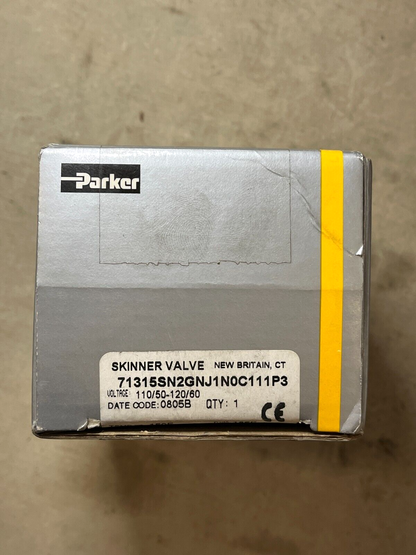 Parker
SKINNER VALVE NEW BRITAIN, CT
71315SN2GNJ1N0C111P3
VOLTAGE: 110/50-120/60
DATE CODE:0805B QTY: 1
CE